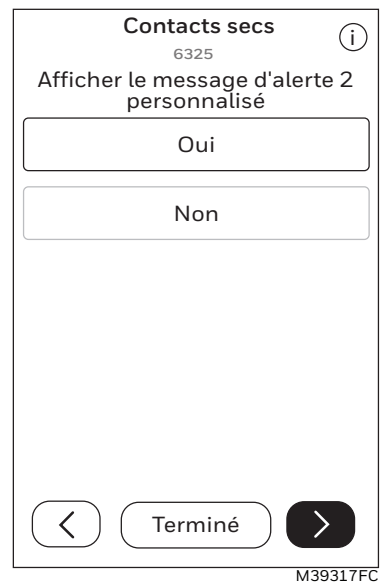 Contacts secs
i
6325
Afficher le message d'alerte 2
personnalisé
Oui
Non
Terminé
M39317FC